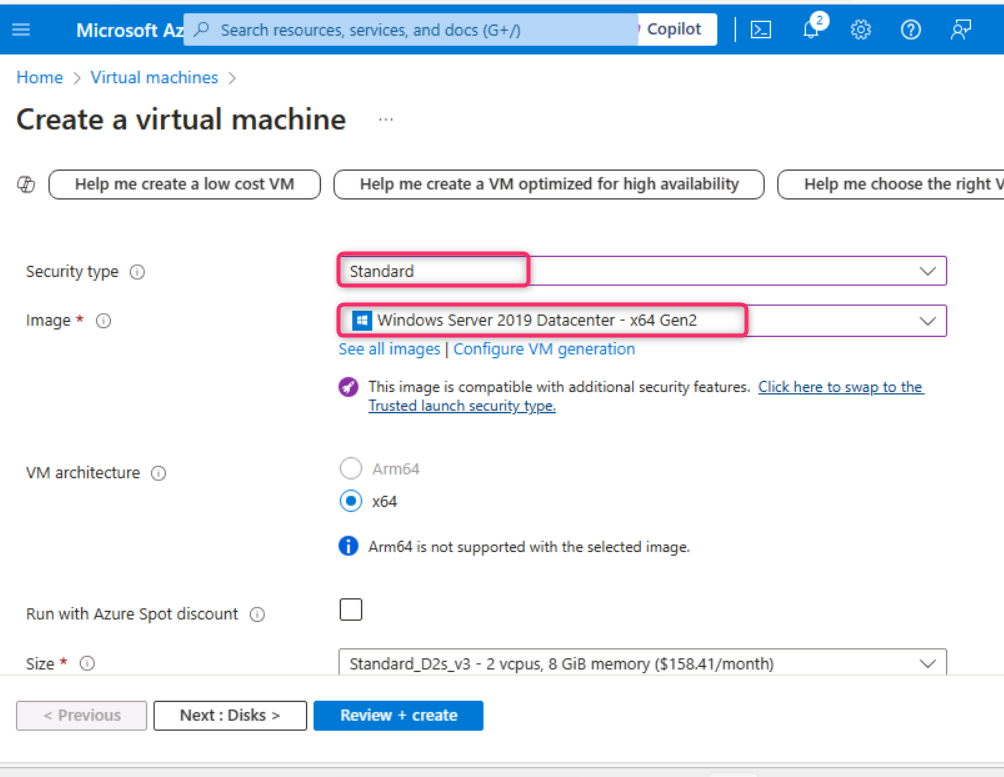 Microsoft Az Search resources, services, and docs (G+/) Copilot 2
Home > Virtual machines >
Create a virtual machine ...
Help me create a low cost VM Help me create a VM optimized for high availability Help me choose the right V
Security type Standard
Image * Windows Server 2019 Datacenter - x64 Gen2
See all images | Configure VM generation
This image is compatible with additional security features. Click here to swap to the
Trusted launch security type.
VM architecture Arm64
x64
Arm64 is not supported with the selected image.
Run with Azure Spot discount
Size * Standard_D2s_v3 - 2 vcpus, 8 GiB memory ($158.41/month)
< Previous Next : Disks > Review + create